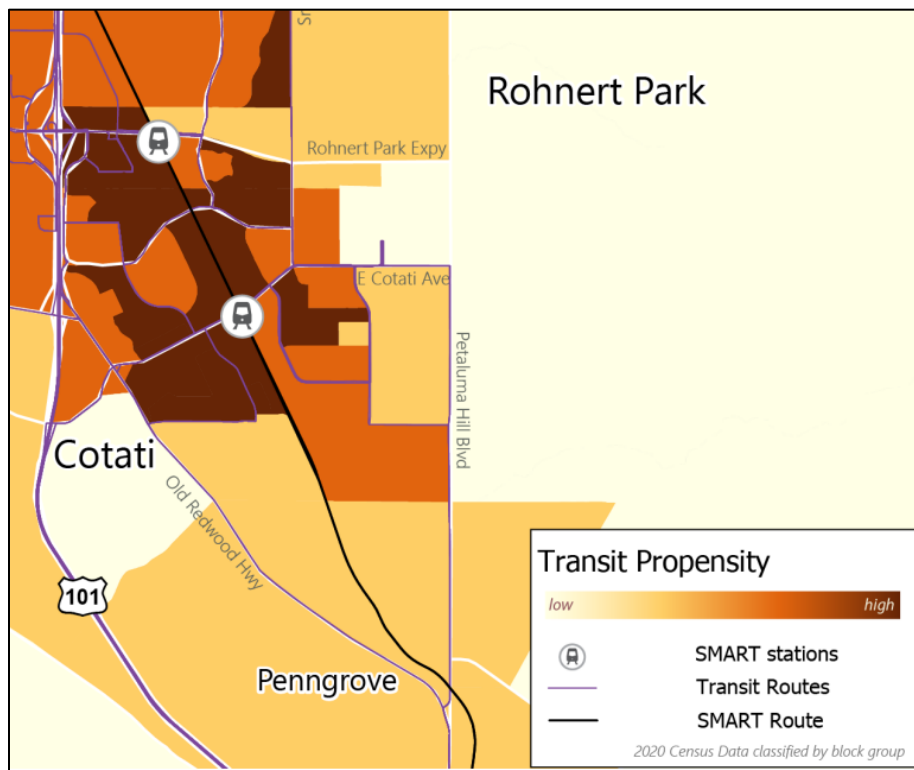 Sn
Rohnert Park
Rohnert Park Expy
E Cotati Ave
Petaluma Hill Blvd
Cotati
Old Redwood Hwy
101
Penngrove
Transit Propensity
low
high
SMART stations
Transit Routes
SMART Route
2020 Census Data classified by block group